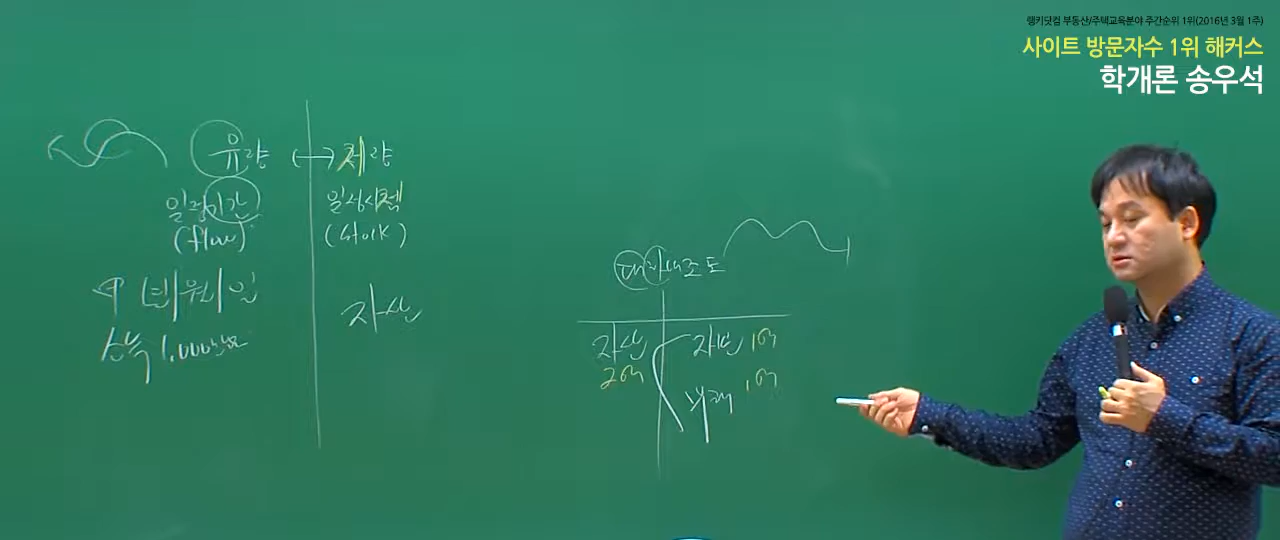 랭키닷컴 부동산/주택교육분야 주간순위 1위(2016년 3월 1주)
사이트 방문자수 1위 해커스
학개론 송우석
유량 ↔ 저량
일정기간 일정시점
(flow) (stock)
자산
대차대조표
자산 자본 1억
2억 부채 1억